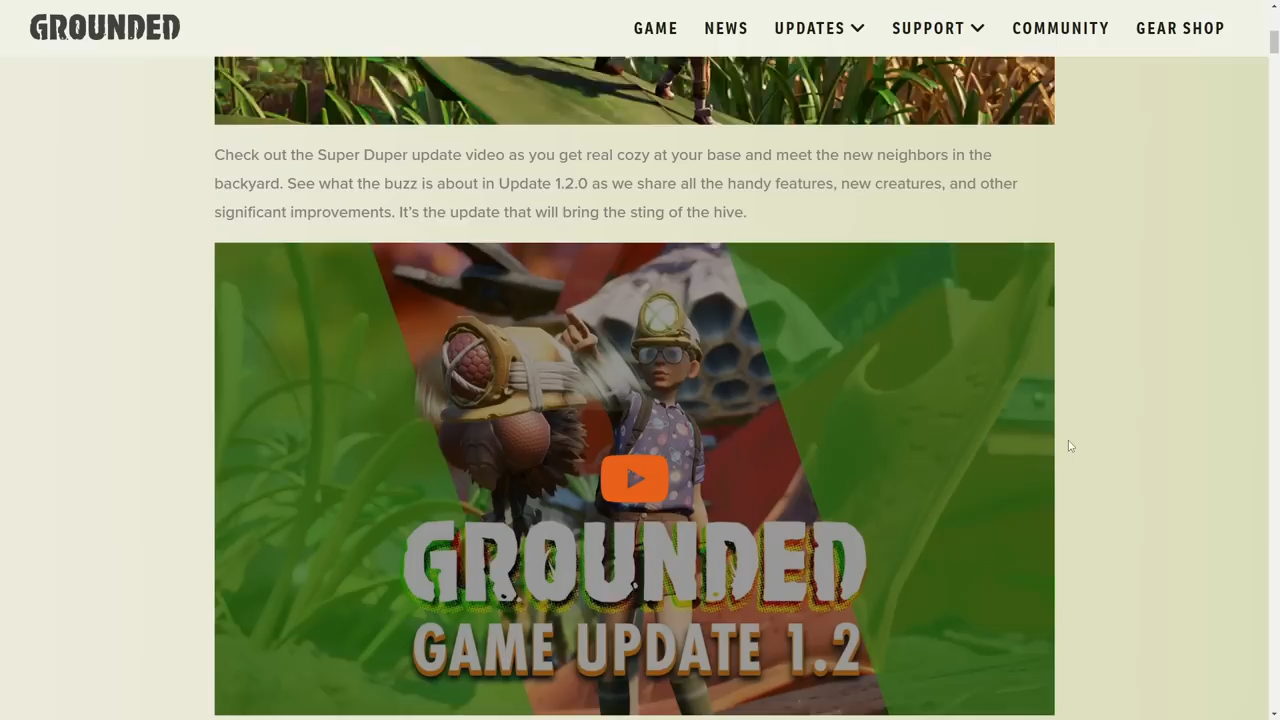 GROUNDED
GAME NEWS UPDATES SUPPORT COMMUNITY GEAR SHOP
Check out the Super Duper update video as you get real cozy at your base and meet the new neighbors in the
backyard. See what the buzz is about in Update 1.2.0 as we share all the handy features, new creatures, and other
significant improvements. It’s the update that will bring the sting of the hive.
GROUNDED
GAME UPDATE 1.2